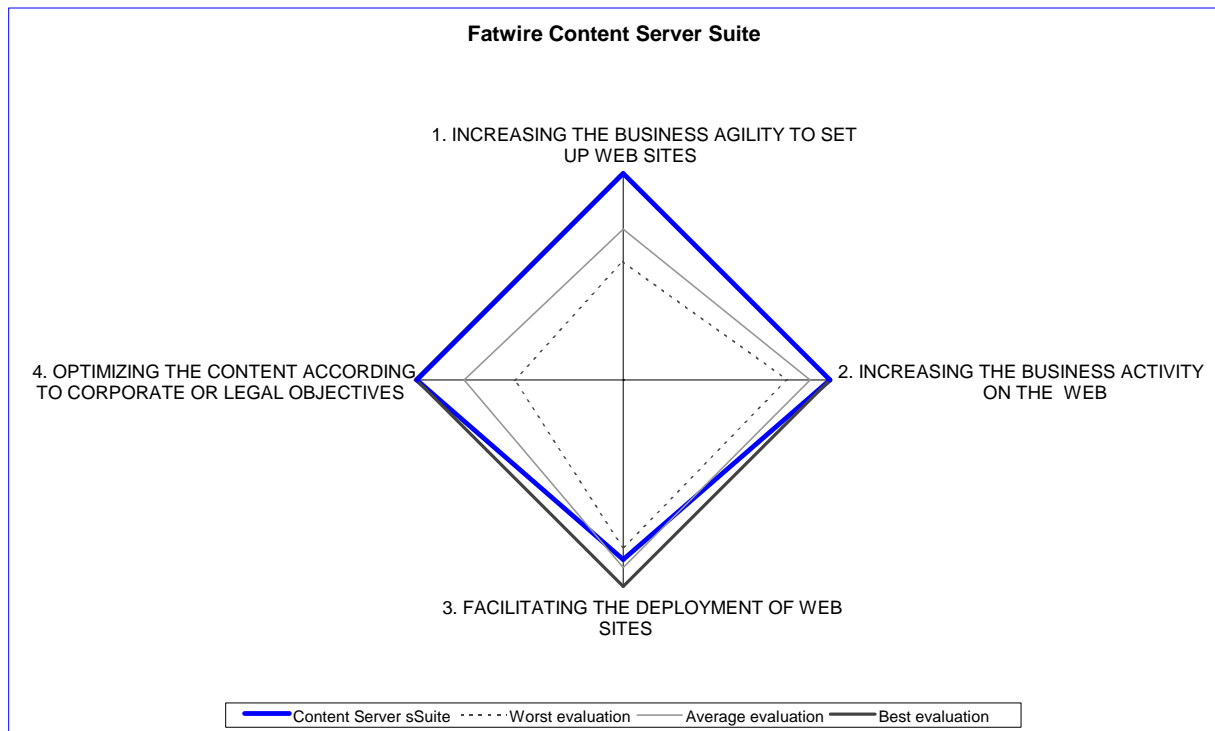 Fatwire Content Server Suite
1. INCREASING THE BUSINESS AGILITY TO SET
UP WEB SITES
4. OPTIMIZING THE CONTENT ACCORDING
TO CORPORATE OR LEGAL OBJECTIVES
2. INCREASING THE BUSINESS ACTIVITY
ON THE WEB
3. FACILITATING THE DEPLOYMENT OF WEB
SITES
Content Server sSuite Worst evaluation Average evaluation Best evaluation